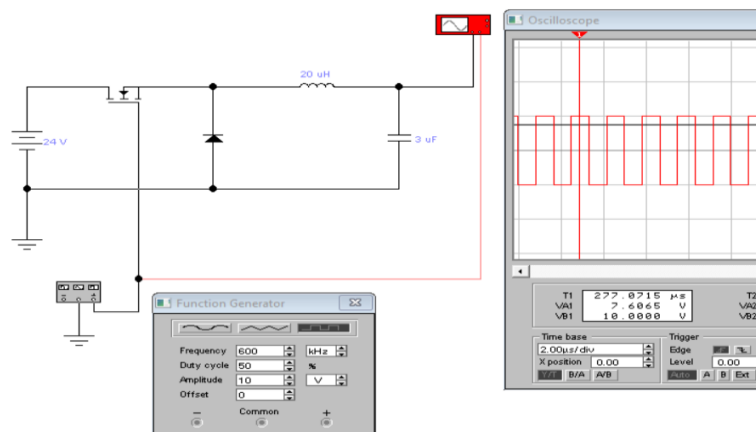 Oscilloscope
20 uH
24 V
3 uF
T1 277.0715 µs
VA1 7.6065 V
VB1 10.0000 V
T2
VA2
VB2
Function Generator
Frequency 600 kHz
Duty cycle 50 %
Amplitude 10 V
Offset 0
− Common +
Time base
2.00µs/div
X position 0.00
Y/T B/A A/B
Trigger
Edge
Level 0.00
Auto A B Ext